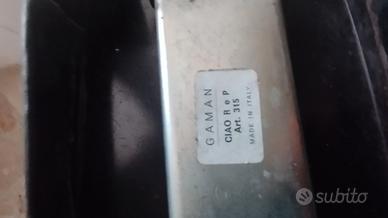 GAMAN
CIAO R e P
Art. 315
MADE IN ITALY
subito